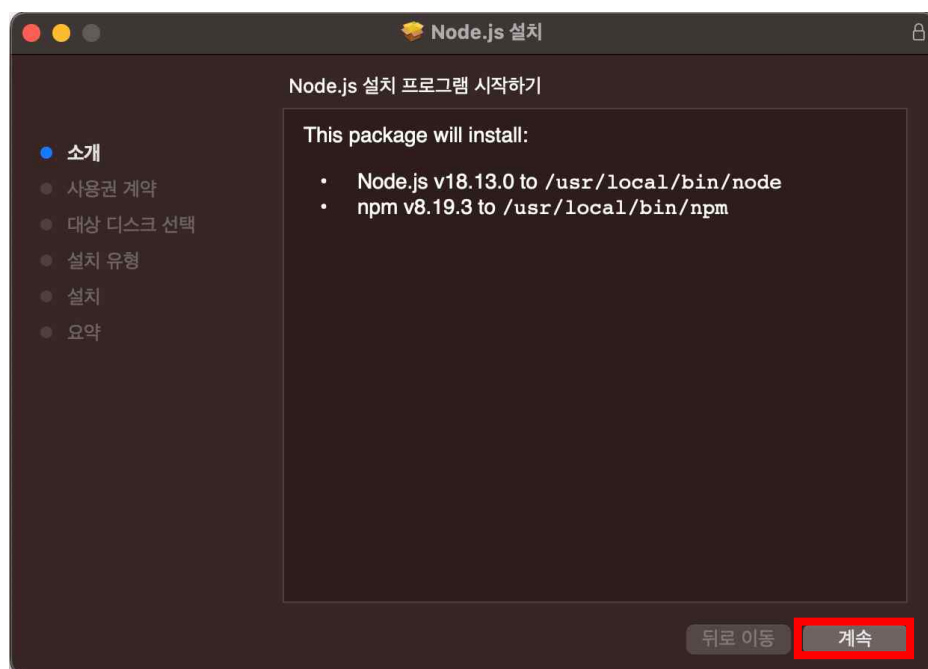 Node.js 설치
Node.js 설치 프로그램 시작하기
소개
사용권 계약
대상 디스크 선택
설치 유형
설치
요약
This package will install:
• Node.js v18.13.0 to /usr/local/bin/node
• npm v8.19.3 to /usr/local/bin/npm
뒤로 이동 계속